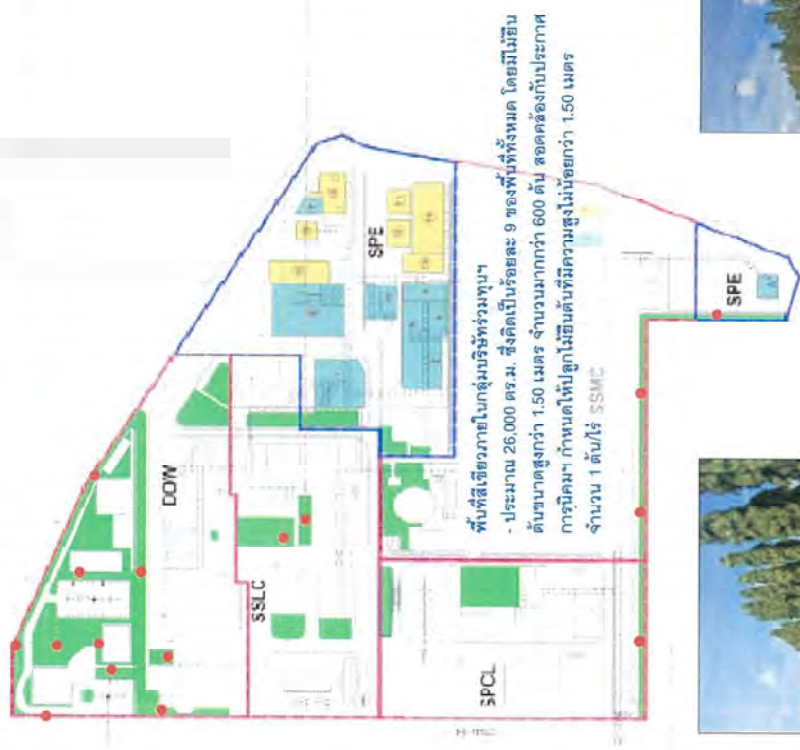 DOW
SSLC
SPCL
SPE
SPE
SSMC
พื้นที่สีเขียวภายในกลุ่มบริษัทร่วมทุนฯ
- ประมาณ 26,000 ตร.ม. ซึ่งคิดเป็นร้อยละ 9 ของพื้นที่ทั้งหมด โดยมีไม้ยืน
ต้นขนาดสูงกว่า 1.50 เมตร จำนวนมากกว่า 600 ต้น สอดคล้องกับประกาศ
การนิคมฯ กำหนดให้ปลูกไม้ยืนต้นที่มีความสูงไม่น้อยกว่า 1.50 เมตร
จำนวน 1 ต้น/ไร่